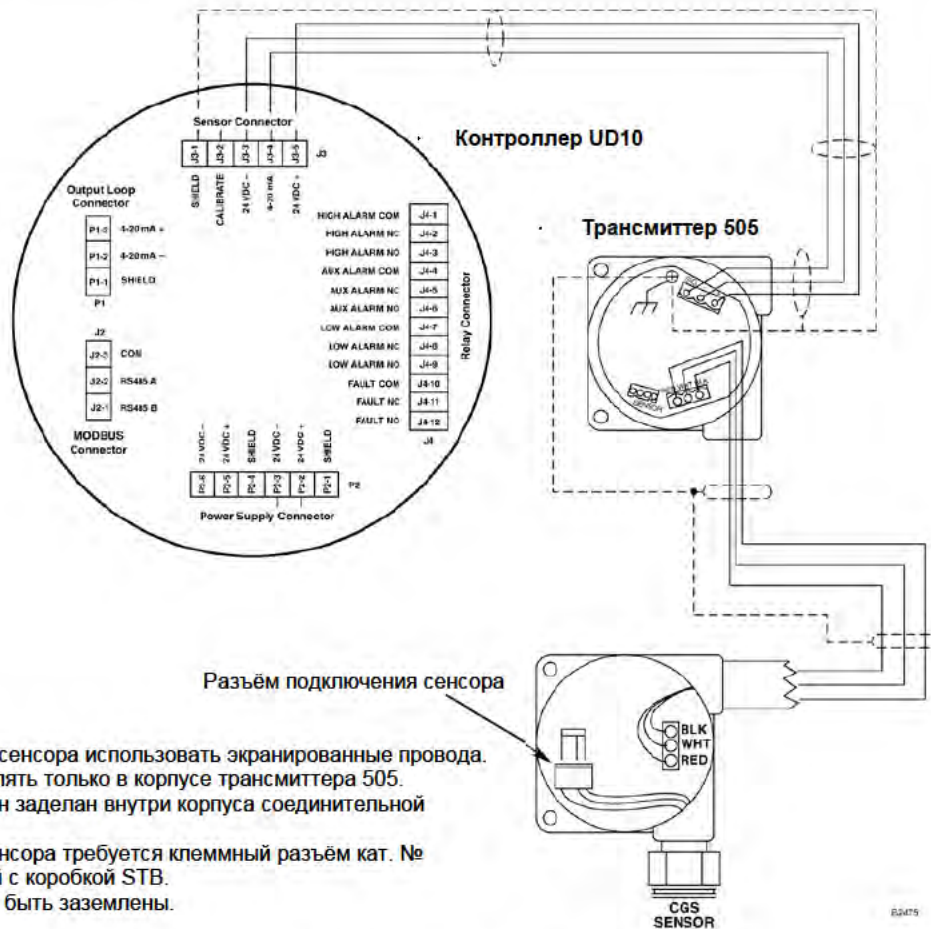 Sensor Connector
J3-1
J3-2
J3-3
J3-4
J3-5
J3
SHIELD
CALIBRATE
24 VDC –
4-20 mA
24 VDC +
Контроллер UD10
Output Loop
Connector
P1-3 4-20mA +
P1-2 4-20mA –
P1-1 SHIELD
P1
J2
J2-3 COM
J2-2 RS485 A
J2-1 RS485 B
MODBUS
Connector
HIGH ALARM COM J4-1
HIGH ALARM NC J4-2
HIGH ALARM NO J4-3
AUX ALARM COM J4-4
AUX ALARM NC J4-5
AUX ALARM NO J4-6
LOW ALARM COM J4-7
LOW ALARM NC J4-8
LOW ALARM NO J4-9
FAULT COM J4-10
FAULT NC J4-11
FAULT NO J4-12
J4
Relay Connector
24 VDC –
24 VDC +
SHIELD
24 VDC –
24 VDC +
SHIELD
P2-6
P2-5
P2-4
P2-3
P2-2
P2-1
P2
Power Supply Connector
Трансмиттер 505
SENSOR
Разъём подключения сенсора
BLK
WHT
RED
CGS
SENSOR
сенсора использовать экранированные провода.
лять только в корпусе трансмиттера 505.
н заделан внутри корпуса соединительной
нсора требуется клеммный разъём кат. №
й с коробкой STB.
быть заземлены.
B2475